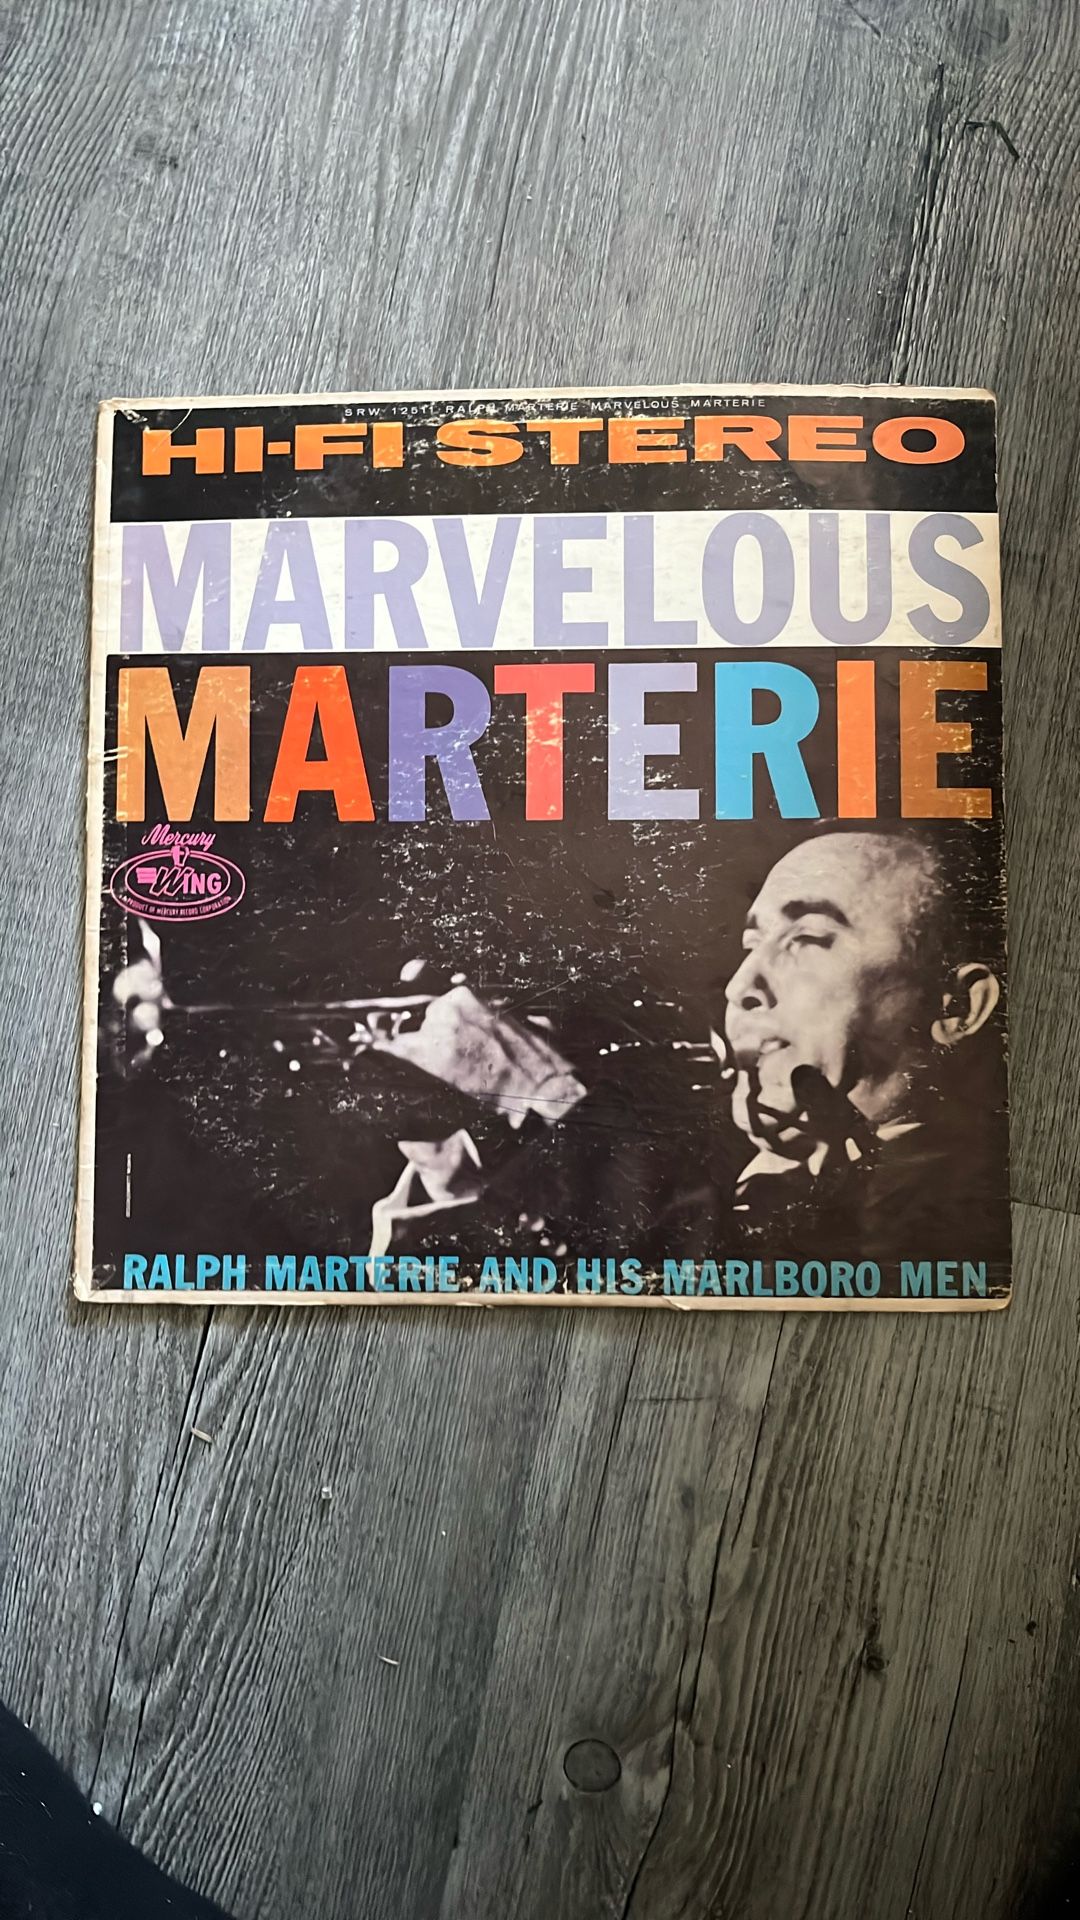 SRW 12511 RALPH MARTERIE MARVELOUS MARTERIE
HI-FI STEREO
MARVELOUS
MARTERIE
Mercury
WING
PRODUCT OF MERCURY RECORD CORPORATION
RALPH MARTERIE AND HIS MARLBORO MEN